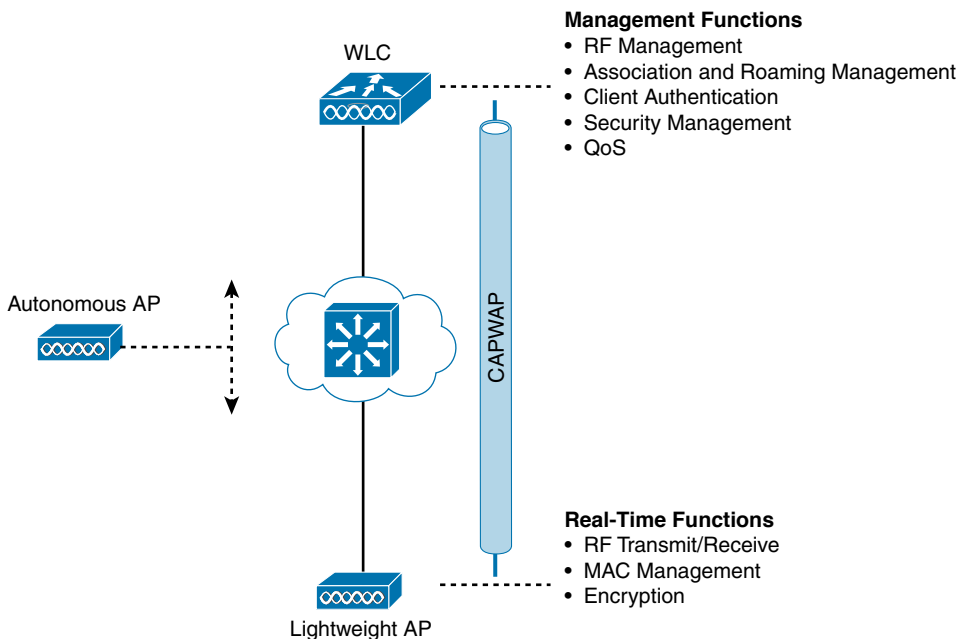 Management Functions
• RF Management
• Association and Roaming Management
• Client Authentication
• Security Management
• QoS
WLC
Autonomous AP
CAPWAP
Real-Time Functions
• RF Transmit/Receive
• MAC Management
• Encryption
Lightweight AP